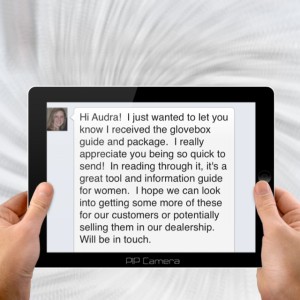 Hi Audra!  I just wanted to let you
know I received the glovebox
guide and package.  I really
appreciate you being so quick to
send!  In reading through it, it's a
great tool and information guide
for women.  I hope we can look
into getting some more of these
for our customers or potentially
selling them in our dealership.
Will be in touch.
PIP Camera